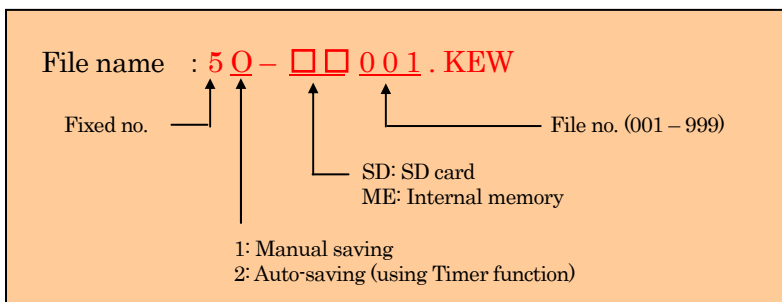 File name : 5 O – □□ 0 0 1 . KEW
Fixed no.
File no. (001 – 999)
SD: SD card
ME: Internal memory
1: Manual saving
2: Auto-saving (using Timer function)